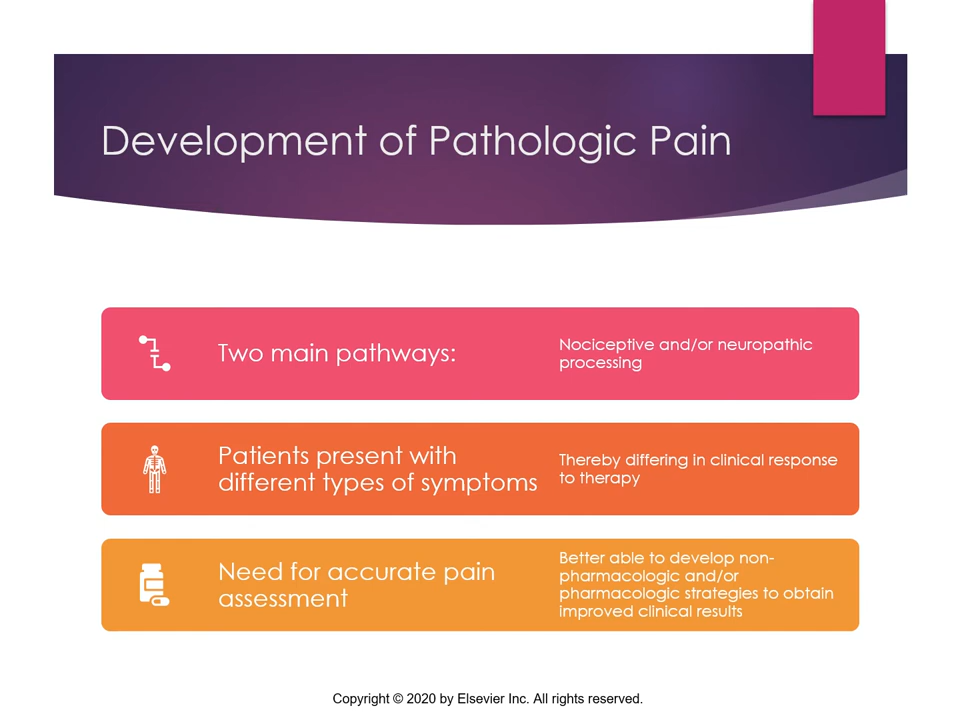 Development of Pathologic Pain
Two main pathways:
Nociceptive and/or neuropathic
processing
Patients present with
different types of symptoms
Thereby differing in clinical response
to therapy
Need for accurate pain
assessment
Better able to develop non-
pharmacologic and/or
pharmacologic strategies to obtain
improved clinical results
Copyright © 2020 by Elsevier Inc. All rights reserved.